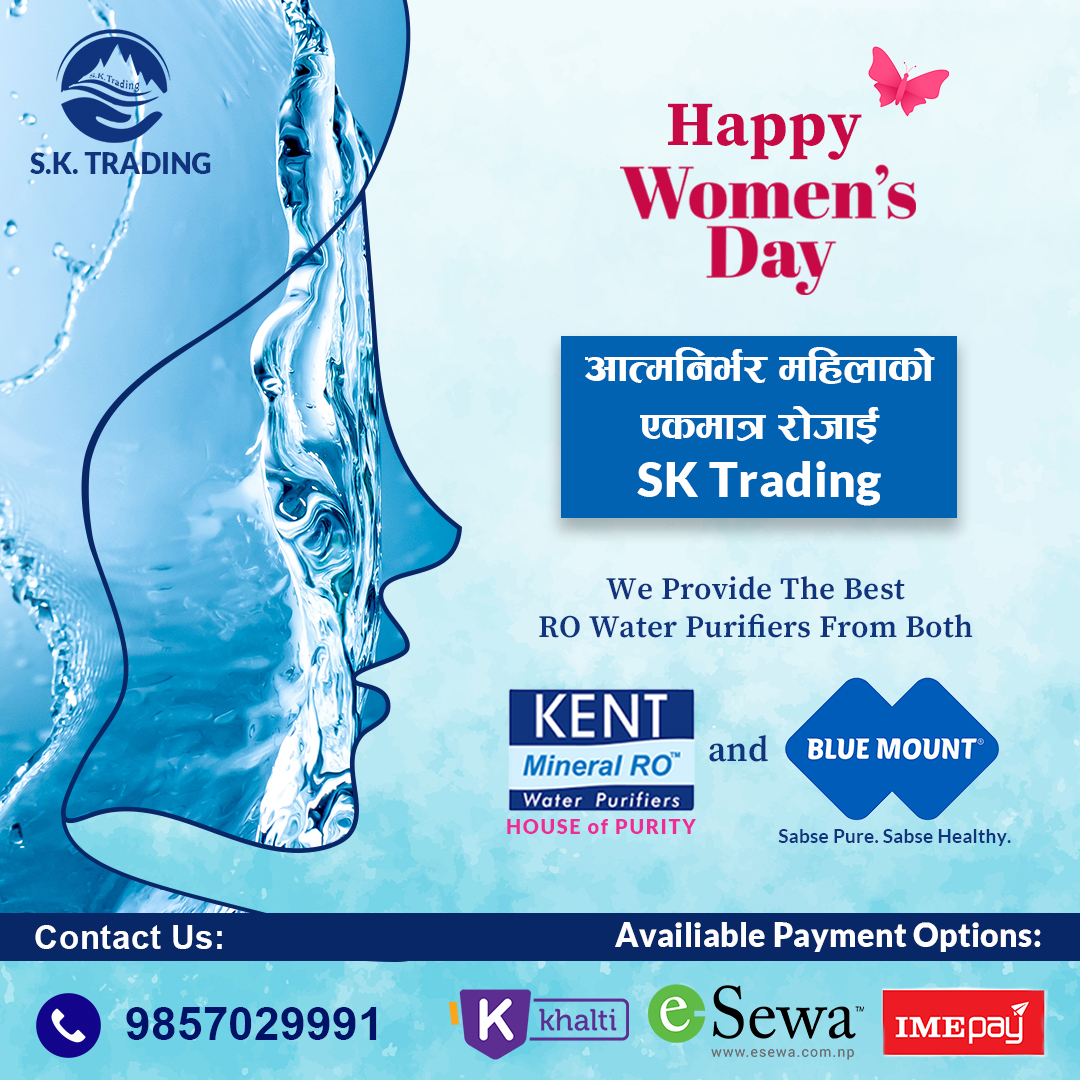 S.K. Trading
S.K. TRADING
Happy
Women's
Day
आत्मनिर्भर महिलाको
एकमात्र रोजाई
SK Trading
We Provide The Best
RO Water Purifiers From Both
KENT
Mineral RO™
Water Purifiers
HOUSE of PURITY
and
BLUE MOUNT®
Sabse Pure. Sabse Healthy.
Contact Us:
Availiable Payment Options:
9857029991
K khalti
eSewa™
www.esewa.com.np
IMEpay